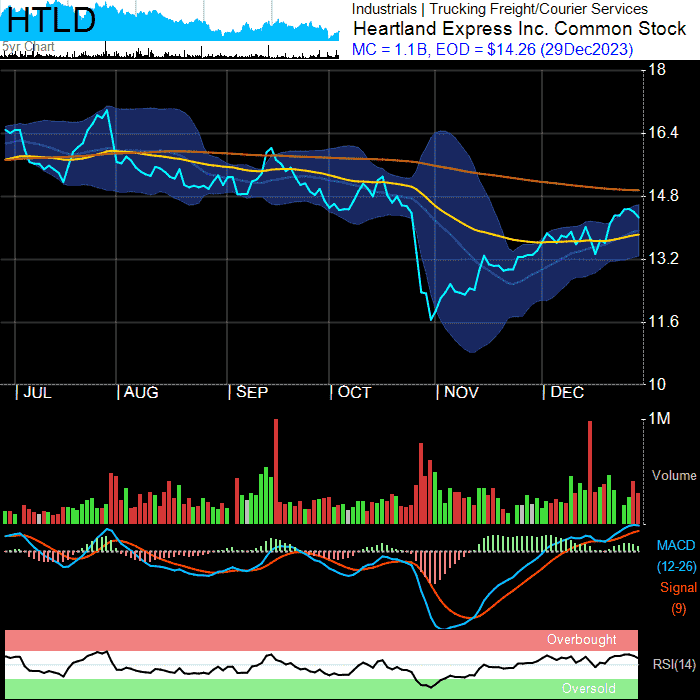 HTLD
5yr Chart
Industrials | Trucking Freight/Courier Services
Heartland Express Inc. Common Stock
MC = 1.1B, EOD = $14.26 (29Dec2023)
18
16.4
14.8
13.2
11.6
10
JUL AUG SEP OCT NOV DEC
1M
Volume
MACD
(12-26)
Signal
(9)
Overbought
RSI(14)
Oversold